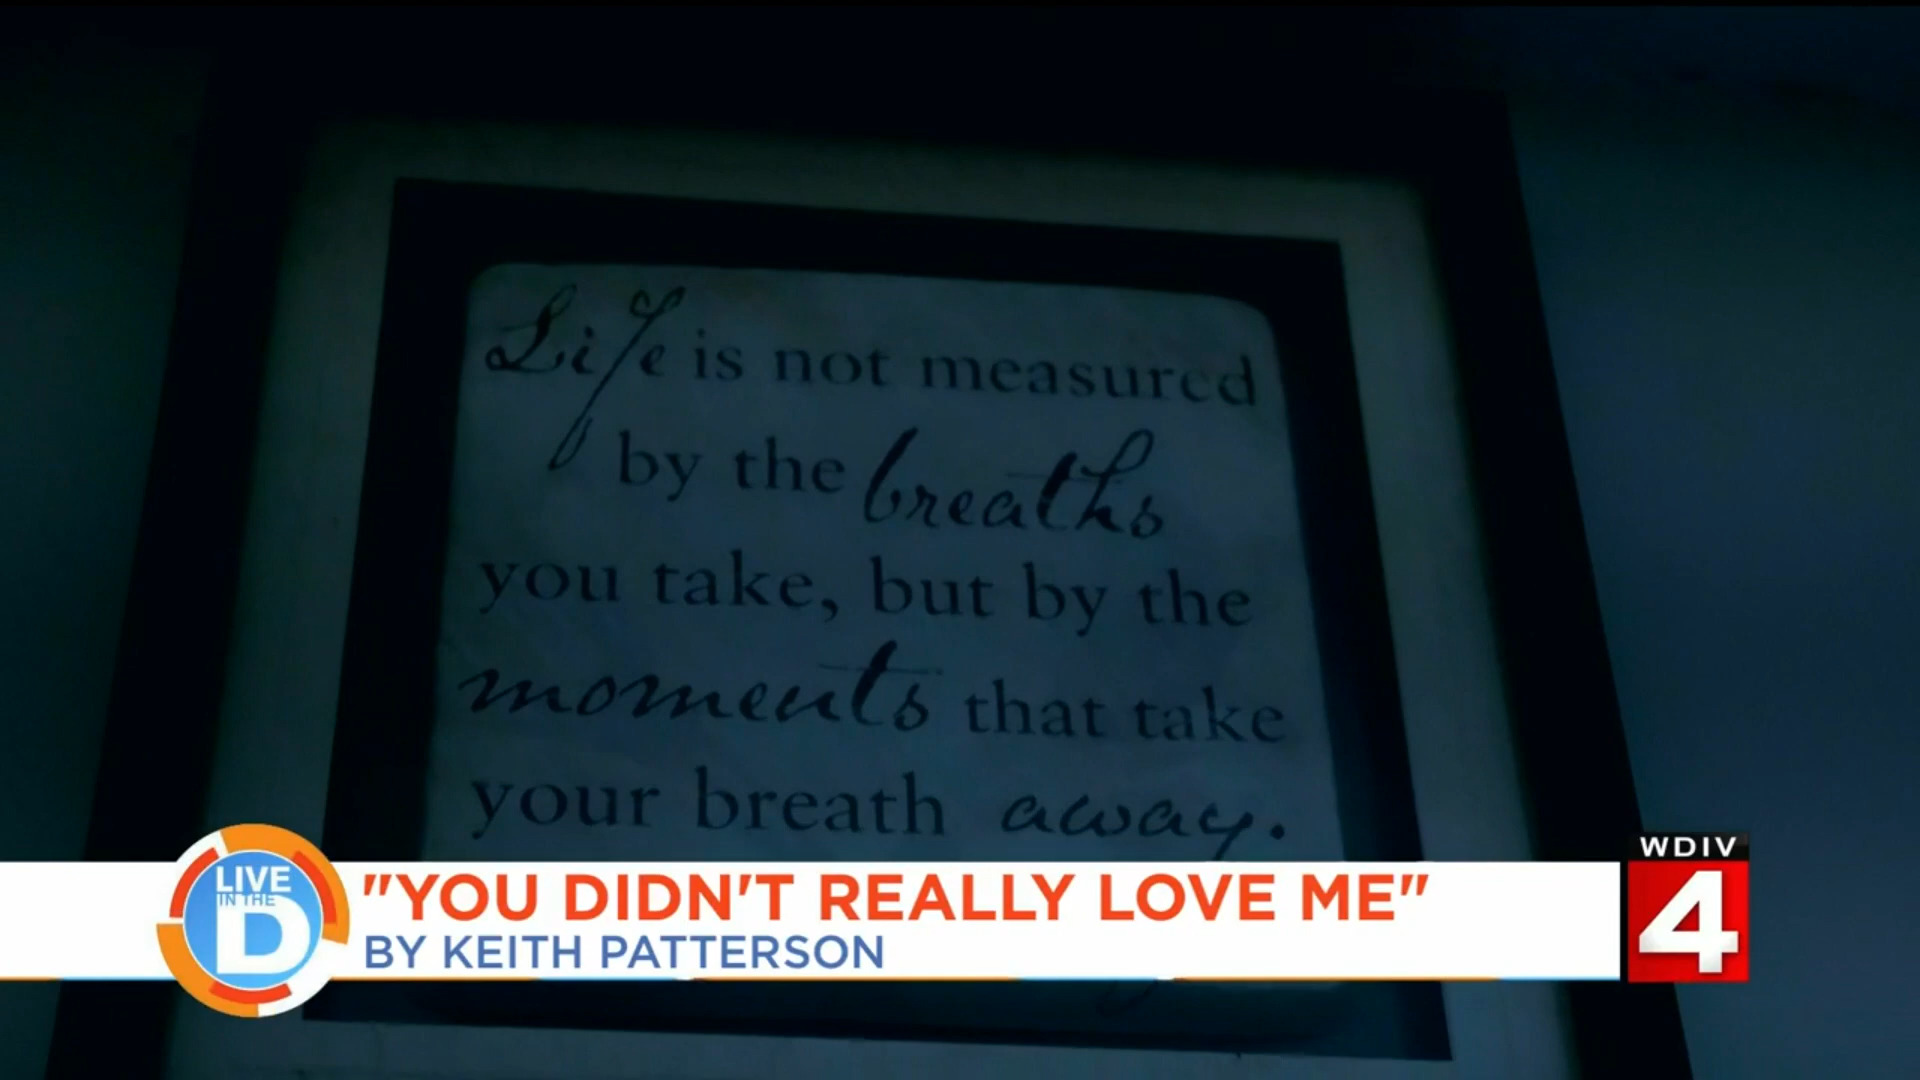 Life is not measured
by the breaths
you take, but by the
moments that take
your breath away.
LIVE
IN THE
D
"YOU DIDN'T REALLY LOVE ME"
BY KEITH PATTERSON
WDIV
4